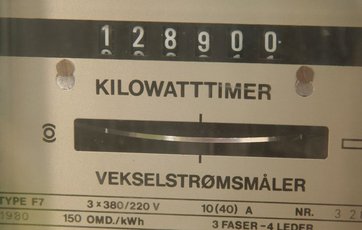 128900
KILOWATTTIMER
VEKSELSTRØMSMÅLER
TYPE F7 3×380/220 V 10(40) A NR.
1980 150 OMD./kWh 3 FASER-4 LEDER